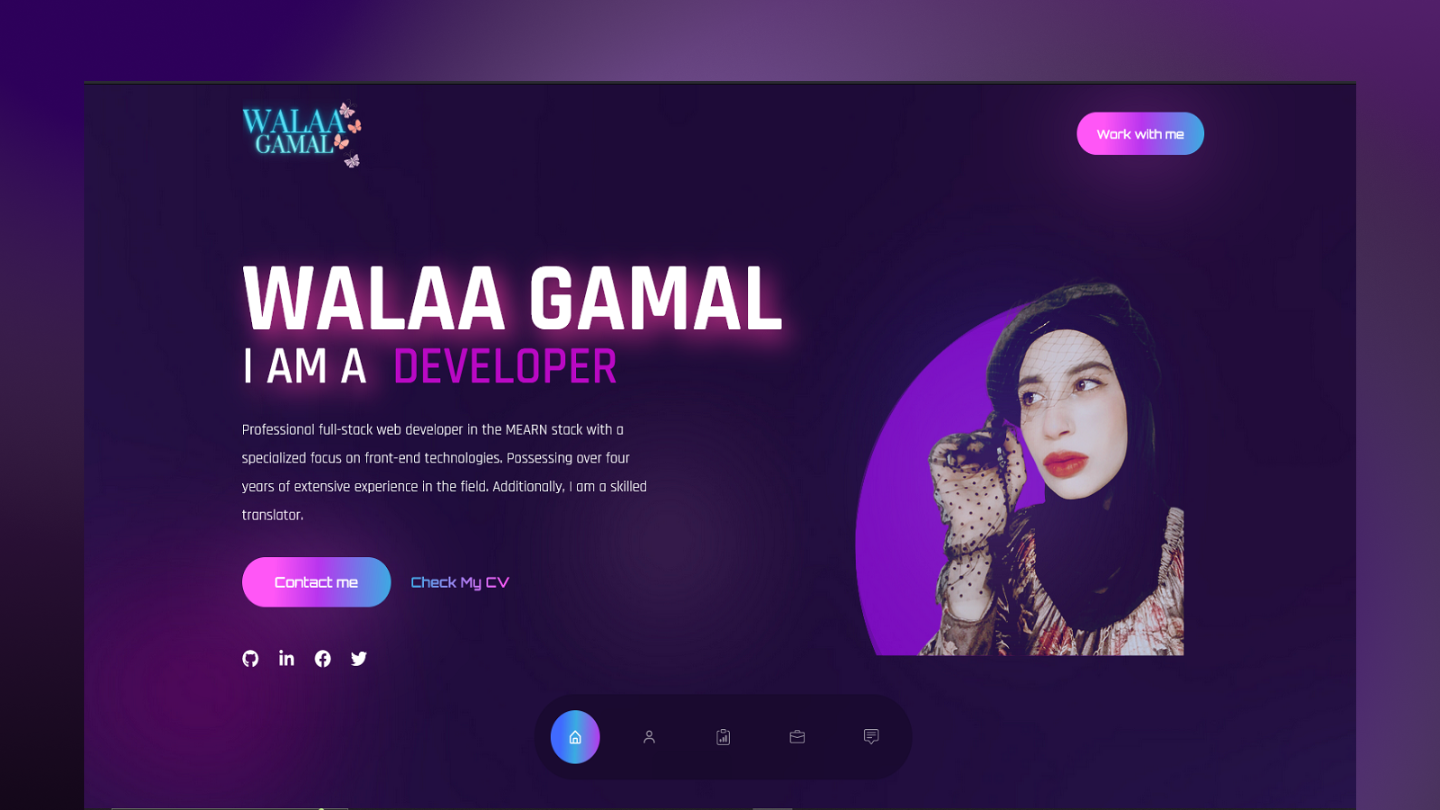 WALAA
GAMAL
Work with me
WALAA GAMAL
I AM A DEVELOPER
Professional full-stack web developer in the MEARN stack with a
specialized focus on front-end technologies. Possessing over four
years of extensive experience in the field. Additionally, I am a skilled
translator.
Contact me
Check My CV
in